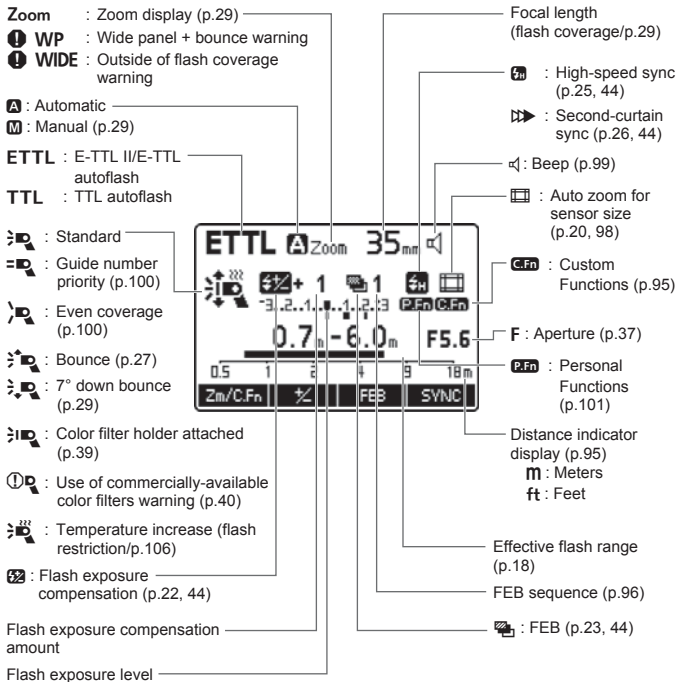 Zoom : Zoom display (p.29)
WP : Wide panel + bounce warning
WIDE : Outside of flash coverage
warning
A : Automatic
M : Manual (p.29)
ETTL : E-TTL II/E-TTL
autoflash
TTL : TTL autoflash
: Standard
: Guide number
priority (p.100)
: Even coverage
(p.100)
: Bounce (p.27)
: 7° down bounce
(p.29)
: Color filter holder attached
(p.39)
: Use of commercially-available
color filters warning (p.40)
: Temperature increase (flash
restriction/p.106)
: Flash exposure
compensation (p.22, 44)
Flash exposure compensation
amount
Flash exposure level
ETTL A Zoom 35mm
+ 1 1 H
-3..2..1..■..1..2.:3 P.Fn C.Fn
0.7m-6.0m F5.6
0.5 1 2 4 9 18m
Zm/C.Fn +/- FEB SYNC
Focal length
(flash coverage/p.29)
H : High-speed sync
(p.25, 44)
: Second-curtain
sync (p.26, 44)
: Beep (p.99)
: Auto zoom for
sensor size
(p.20, 98)
C.Fn : Custom
Functions (p.95)
F : Aperture (p.37)
P.Fn : Personal
Functions
(p.101)
Distance indicator
display (p.95)
m : Meters
ft : Feet
Effective flash range
(p.18)
FEB sequence (p.96)
: FEB (p.23, 44)